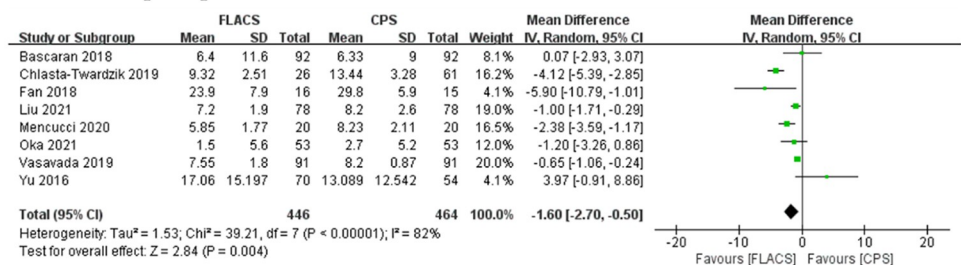 FLACS CPS Mean Difference Mean Difference
Study or Subgroup Mean SD Total Mean SD Total Weight IV, Random, 95% CI IV, Random, 95% CI
Bascaran 2018 6.4 11.6 92 6.33 9 92 8.1% 0.07 [-2.93, 3.07]
Chlasta-Twardzik 2019 9.32 2.51 26 13.44 3.28 61 16.2% -4.12 [-5.39, -2.85]
Fan 2018 23.9 7.9 16 29.8 5.9 15 4.1% -5.90 [-10.79, -1.01]
Liu 2021 7.2 1.9 78 8.2 2.6 78 19.0% -1.00 [-1.71, -0.29]
Mencucci 2020 5.85 1.77 20 8.23 2.11 20 16.5% -2.38 [-3.59, -1.17]
Oka 2021 1.5 5.6 53 2.7 5.2 53 12.1% -1.20 [-3.26, 0.86]
Vasavada 2019 7.55 1.8 91 8.2 0.87 91 20.0% -0.65 [-1.06, -0.24]
Yu 2016 17.06 15.197 70 13.089 12.542 54 4.1% 3.97 [-0.91, 8.86]
Total (95% CI) 446 464 100.0% -1.60 [-2.70, -0.50]
Heterogeneity: Tau² = 1.53; Chi² = 39.21, df = 7 (P < 0.00001); I² = 82%
Test for overall effect: Z = 2.84 (P = 0.004)
-20 -10 0 10 20
Favours [FLACS] Favours [CPS]